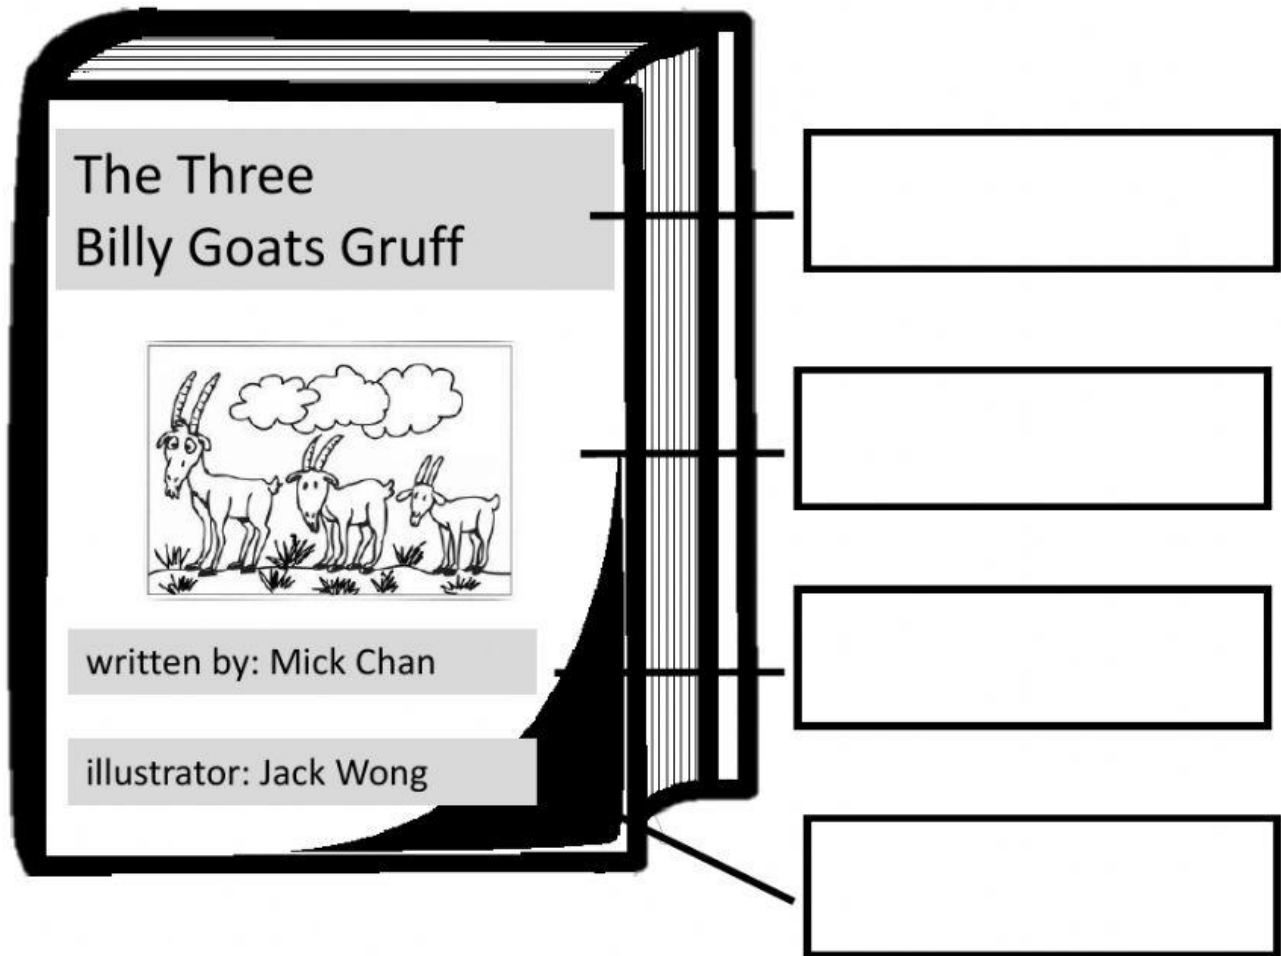 The Three
Billy Goats Gruff
written by: Mick Chan
illustrator: Jack Wong